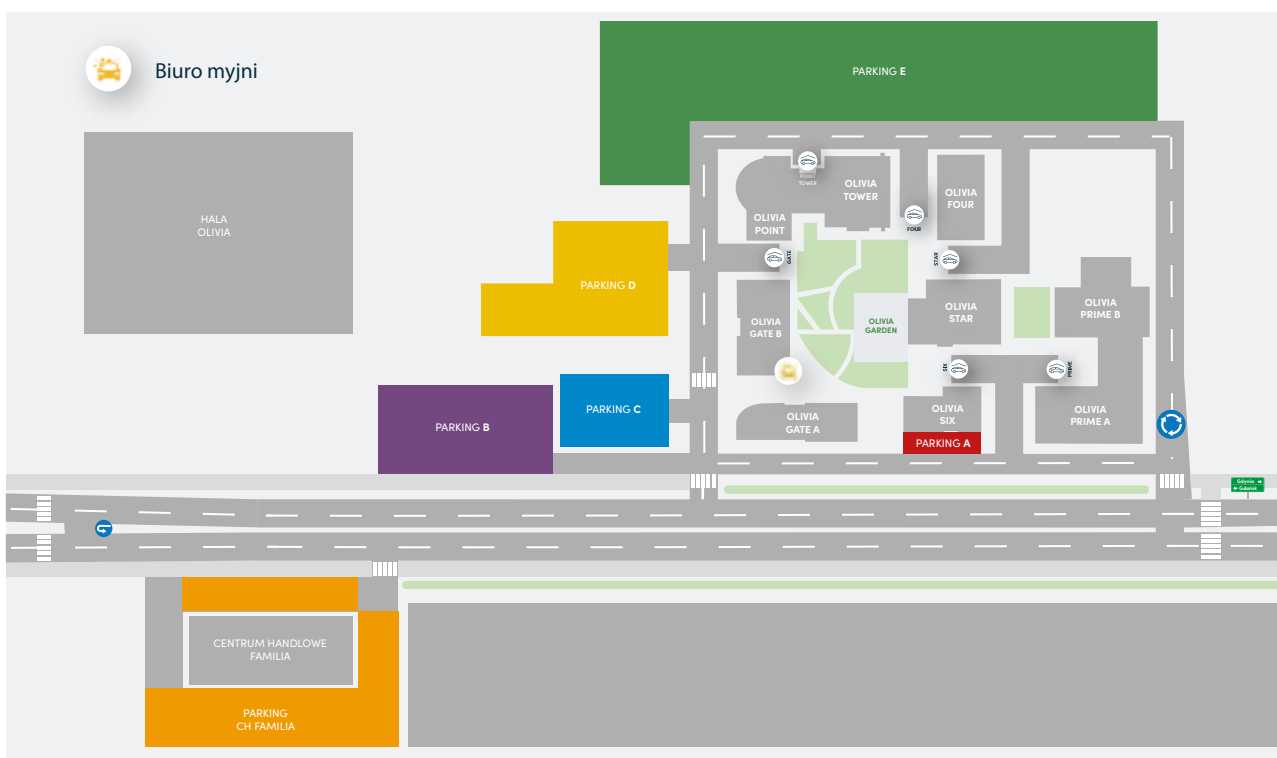 Biuro myjni
PARKING E
HALA
OLIVIA
POINT
TOWER
OLIVIA
TOWER
OLIVIA
FOUR
OLIVIA
POINT
FOUR
GATE
STAR
PARKING D
OLIVIA
GATE B
OLIVIA
GARDEN
OLIVIA
STAR
OLIVIA
PRIME B
SIX
PRIME
PARKING C
PARKING B
OLIVIA
GATE A
OLIVIA
SIX
OLIVIA
PRIME A
PARKING A
Gdynia
Gdańsk
CENTRUM HANDLOWE
FAMILIA
PARKING
CH FAMILIA